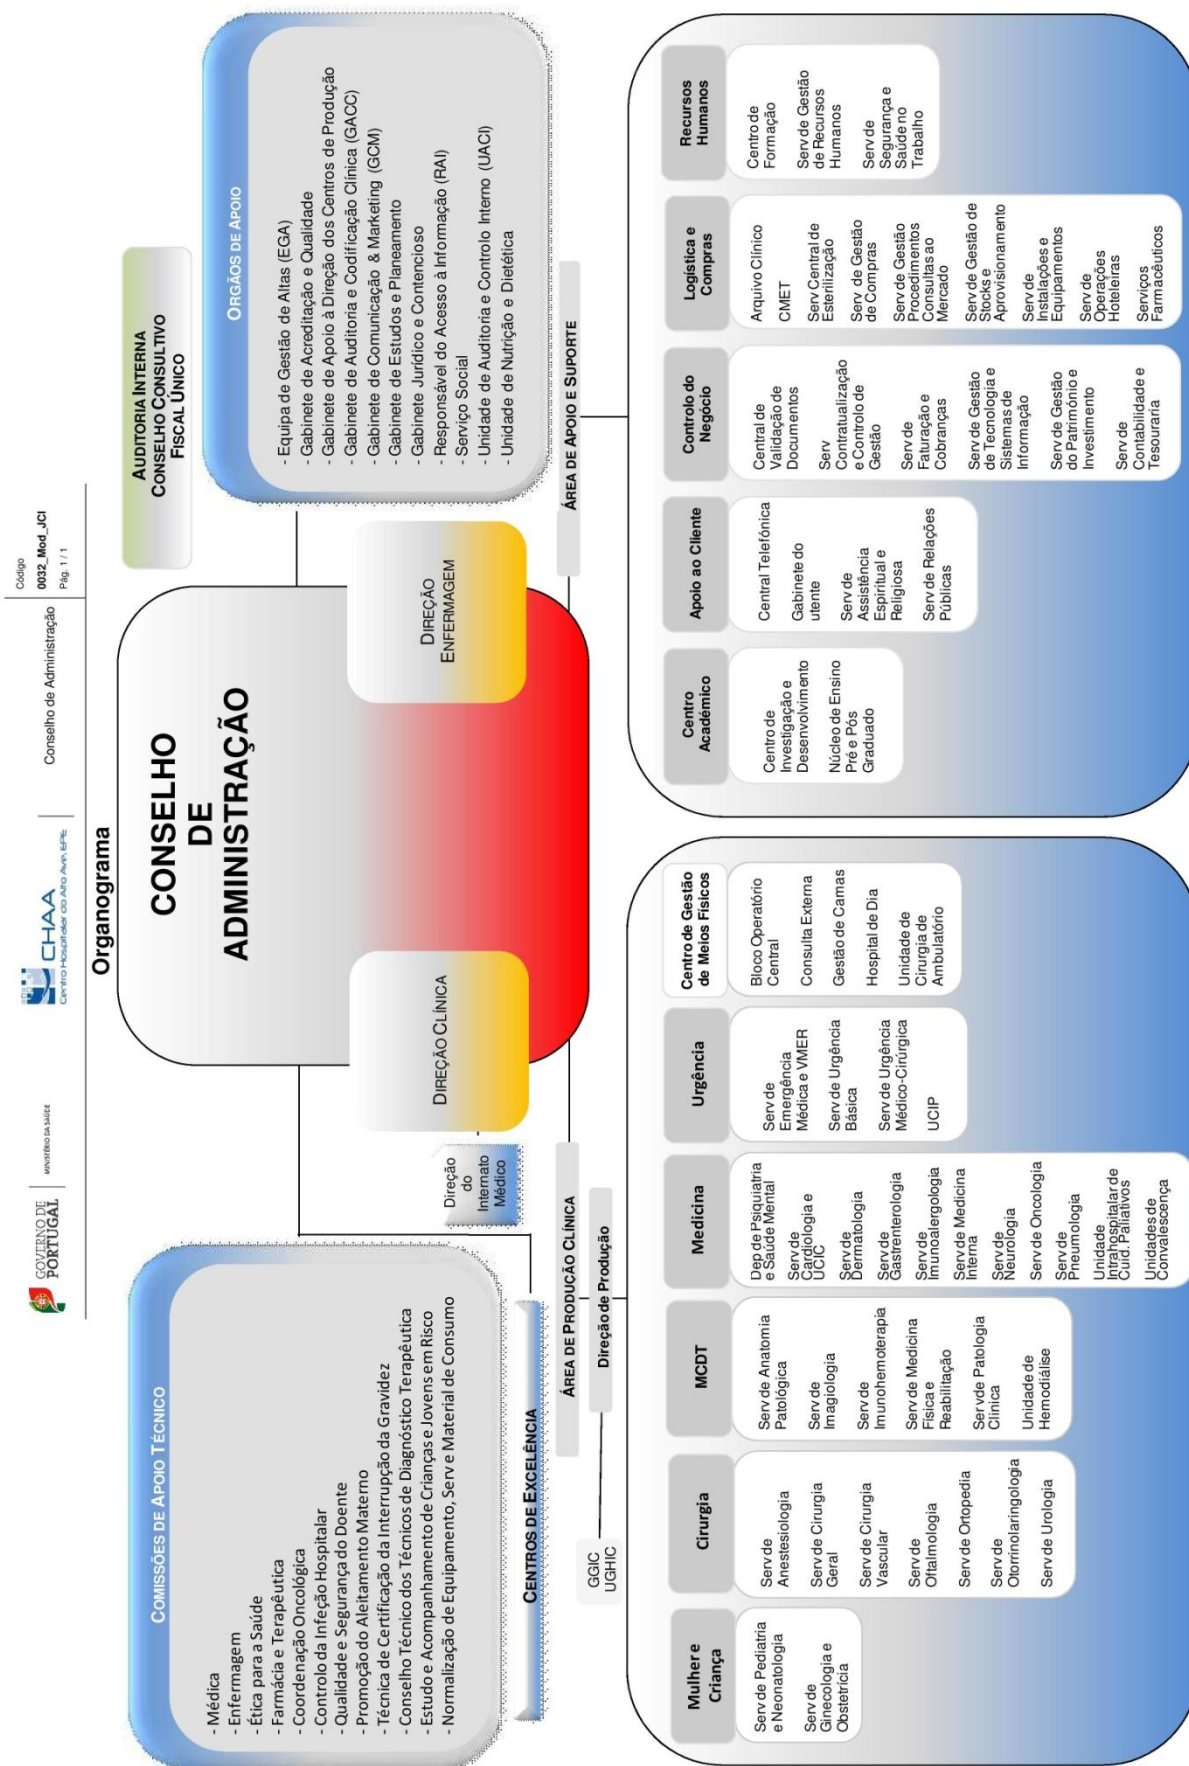 GOVERNO DE
PORTUGAL
MINISTÉRIO DA SAÚDE
CHAA
Centro Hospitalar do Alto Ave, EPE
Conselho de Administração
Código
0032_Mod_JCI
Pág. 1 / 1
Organograma
CONSELHO
DE
ADMINISTRAÇÃO
DIREÇÃO CLÍNICA
DIREÇÃO
ENFERMAGEM
AUDITORIA INTERNA
CONSELHO CONSULTIVO
FISCAL ÚNICO
COMISSÕES DE APOIO TÉCNICO
- Médica
- Enfermagem
- Ética para a Saúde
- Farmácia e Terapêutica
- Coordenação Oncológica
- Controlo da Infeção Hospitalar
- Qualidade e Segurança do Doente
- Promoção do Aleitamento Materno
- Técnica de Certificação da Interrupção da Gravidez
- Conselho Técnico dos Técnicos de Diagnóstico Terapêutica
- Estudo e Acompanhamento de Crianças e Jovens em Risco
- Normalização de Equipamento, Serv e Material de Consumo
Direção
do
Internato
Médico
ORGÃOS DE APOIO
- Equipa de Gestão de Altas (EGA)
- Gabinete de Acreditação e Qualidade
- Gabinete de Apoio à Direção dos Centros de Produção
- Gabinete de Auditoria e Codificação Clínica (GACC)
- Gabinete de Comunicação & Marketing (GCM)
- Gabinete de Estudos e Planeamento
- Gabinete Jurídico e Contencioso
- Responsável do Acesso à Informação (RAI)
- Serviço Social
- Unidade de Auditoria e Controlo Interno (UACI)
- Unidade de Nutrição e Dietética
CENTROS DE EXCELÊNCIA
ÁREA DE PRODUÇÃO CLÍNICA
ÁREA DE APOIO E SUPORTE
Direção de Produção
GGIC
UGHIC
Mulher e
Criança
Serv de Pediatria
e Neonatologia
Serv de
Ginecologia e
Obstetrícia
Cirurgia
Serv de
Anestesiologia
Serv de Cirurgia
Geral
Serv de Cirurgia
Vascular
Serv de
Oftalmologia
Serv de Ortopedia
Serv de
Otorrinolaringologia
Serv de Urologia
MCDT
Serv de Anatomia
Patológica
Serv de
Imagiologia
Serv de
Imunohemoterapia
Serv de Medicina
Física e
Reabilitação
Serv de Patologia
Clínica
Unidade de
Hemodiálise
Medicina
Dep de Psiquiatria
e Saúde Mental
Serv de
Cardiologia e
UCIC
Serv de
Dermatologia
Serv de
Gastrenterologia
Serv de
Imunoalergologia
Serv de Medicina
Interna
Serv de
Neurologia
Serv de Oncologia
Serv de
Pneumologia
Unidade
Intrahospitalar de
Cuid. Paliativos
Unidades de
Convalescença
Urgência
Serv de
Emergência
Médica e VMER
Serv de Urgência
Básica
Serv de Urgência
Médico-Cirúrgica
UCIP
Centro de Gestão
de Meios Físicos
Bloco Operatório
Central
Consulta Externa
Gestão de Camas
Hospital de Dia
Unidade de
Cirurgia de
Ambulatório
Centro
Académico
Centro de
Investigação e
Desenvolvimento
Núcleo de Ensino
Pré e Pós
Graduado
Apoio ao Cliente
Central Telefónica
Gabinete do
utente
Serv de
Assistência
Espiritual e
Religiosa
Serv de Relações
Públicas
Controlo do
Negócio
Central de
Validação de
Documentos
Serv
Contratualização
e Controlo de
Gestão
Serv de
Faturação e
Cobranças
Serv de Gestão
de Tecnologia e
Sistemas de
Informação
Serv de Gestão
do Património e
Investimento
Serv de
Contabilidade e
Tesouraria
Logística e
Compras
Arquivo Clínico
CMET
Serv Central de
Esterilização
Serv de Gestão
de Compras
Serv de Gestão
Procedimentos
Consultas ao
Mercado
Serv de Gestão de
Stocks e
Aprovisionamento
Serv de
Instalações e
Equipamentos
Serv de
Operações
Hoteleiras
Serviços
Farmacêuticos
Recursos
Humanos
Centro de
Formação
Serv de Gestão
de Recursos
Humanos
Serv de
Segurança e
Saúde no
Trabalho